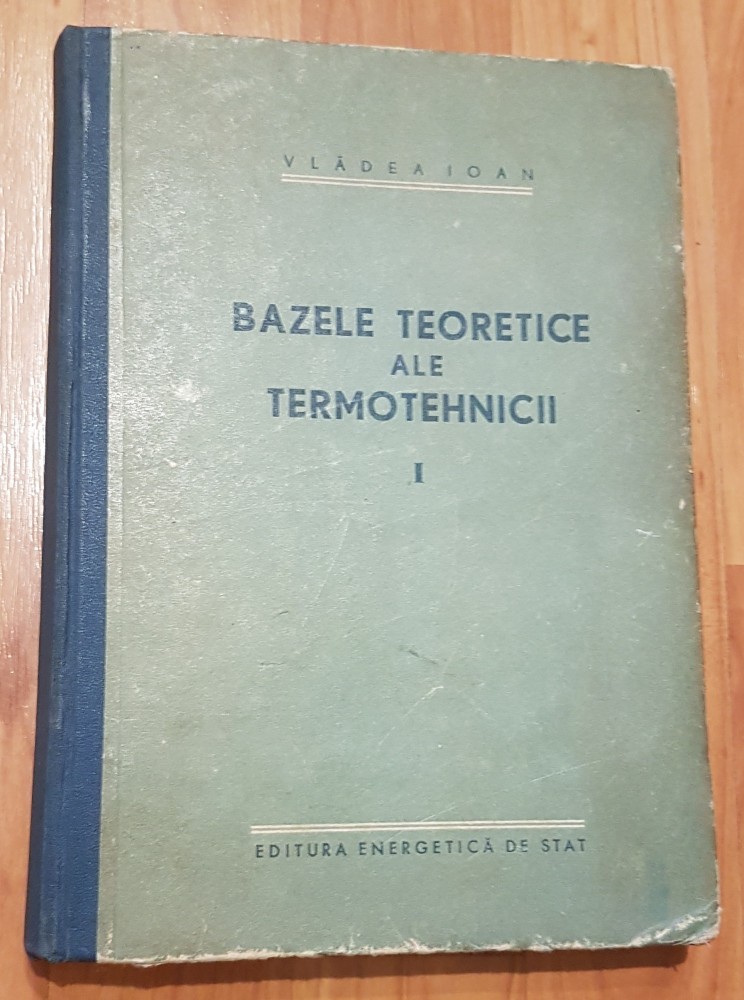 VLĂDEA IOAN
BAZELE TEORETICE
ALE
TERMOTEHNICII
I
EDITURA ENERGETICĂ DE STAT